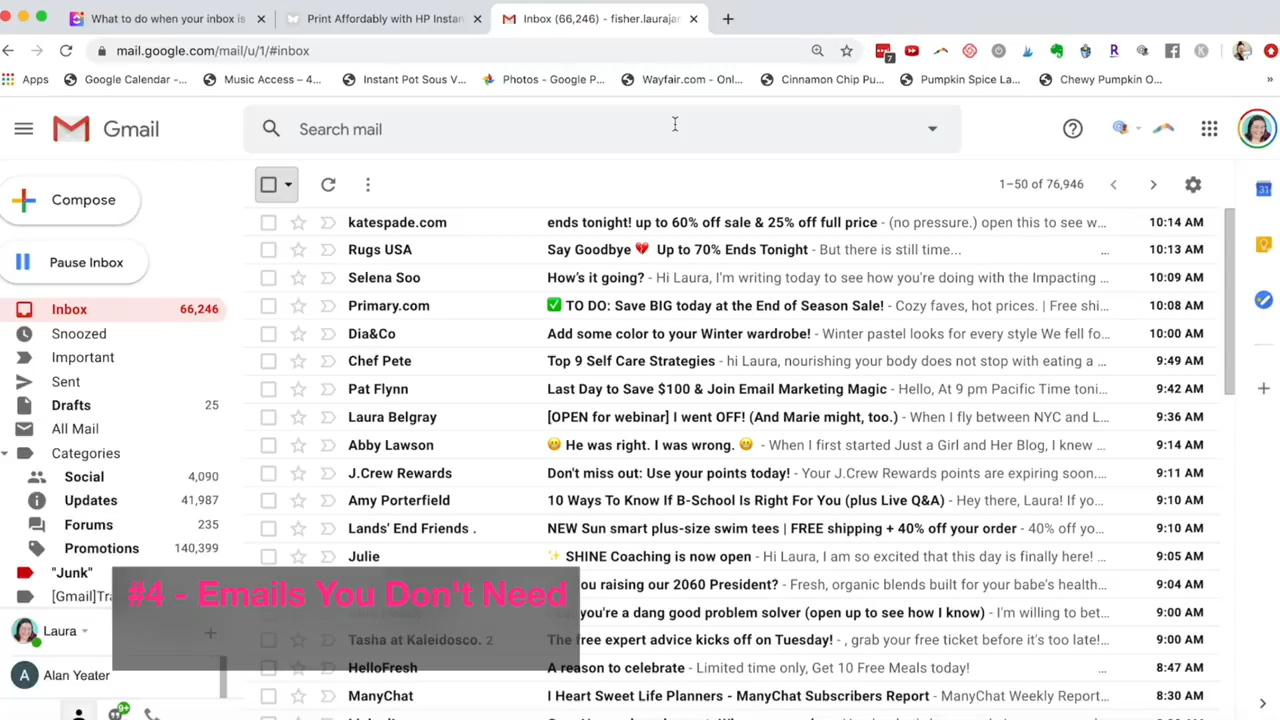 What to do when your inbox is
Print Affordably with HP Instan
Inbox (66,246) - fisher.lauraja
mail.google.com/mail/u/1/#inbox
7
Apps
Google Calendar -...
Music Access – 4...
Instant Pot Sous V...
Photos - Google P...
Wayfair.com - Onl...
Cinnamon Chip Pu...
Pumpkin Spice La...
Chewy Pumpkin O...
»
Gmail
Search mail
Compose
1–50 of 76,946
31
Pause Inbox
Inbox 66,246
Snoozed
Important
Sent
Drafts 25
All Mail
Categories
Social 4,090
Updates 41,987
Forums 235
Promotions 140,399
"Junk"
[Gmail]Tra
Laura
A Alan Yeater
9+
katespade.com ends tonight! up to 60% off sale & 25% off full price - (no pressure.) open this to see w... 10:14 AM
Rugs USA Say Goodbye 💔 Up to 70% Ends Tonight - But there is still time... ... 10:13 AM
Selena Soo How's it going? - Hi Laura, I'm writing today to see how you're doing with the Impacting ... 10:09 AM
Primary.com ✅ TO DO: Save BIG today at the End of Season Sale! - Cozy faves, hot prices. | Free shi... 10:08 AM
Dia&Co Add some color to your Winter wardrobe! - Winter pastel looks for every style We fell fo... 10:00 AM
Chef Pete Top 9 Self Care Strategies - hi Laura, nourishing your body does not stop with eating a ... 9:49 AM
Pat Flynn Last Day to Save $100 & Join Email Marketing Magic - Hello, At 9 pm Pacific Time toni... 9:42 AM
Laura Belgray [OPEN for webinar] I went OFF! (And Marie might, too.) - When I fly between NYC and L... 9:36 AM
Abby Lawson 😬 He was right. I was wrong. 😬 - When I first started Just a Girl and Her Blog, I knew ... 9:14 AM
J.Crew Rewards Don't miss out: Use your points today! - Your J.Crew Rewards points are expiring soon.... 9:11 AM
Amy Porterfield 10 Ways To Know If B-School Is Right For You (plus Live Q&A) - Hey there, Laura! If yo... 9:10 AM
Lands' End Friends . NEW Sun smart plus-size swim tees | FREE shipping + 40% off your order - 40% off yo... 9:10 AM
Julie ✨ SHINE Coaching is now open - Hi Laura, I am so excited that this day is finally here! ... 9:05 AM
you raising our 2060 President? - Fresh, organic blends built for your babe's health... 9:04 AM
#4 - Emails You Don't Need
you're a dang good problem solver (open up to see how I know) - I'm willing to bet... 9:00 AM
Tasha at Kaleidosco. 2 The free expert advice kicks off on Tuesday! - , grab your free ticket before it's too late!... 9:00 AM
HelloFresh A reason to celebrate - Limited time only, Get 10 Free Meals today! ... 8:47 AM
ManyChat I Heart Sweet Life Planners - ManyChat Subscribers Report - ManyChat Weekly Report... 8:30 AM